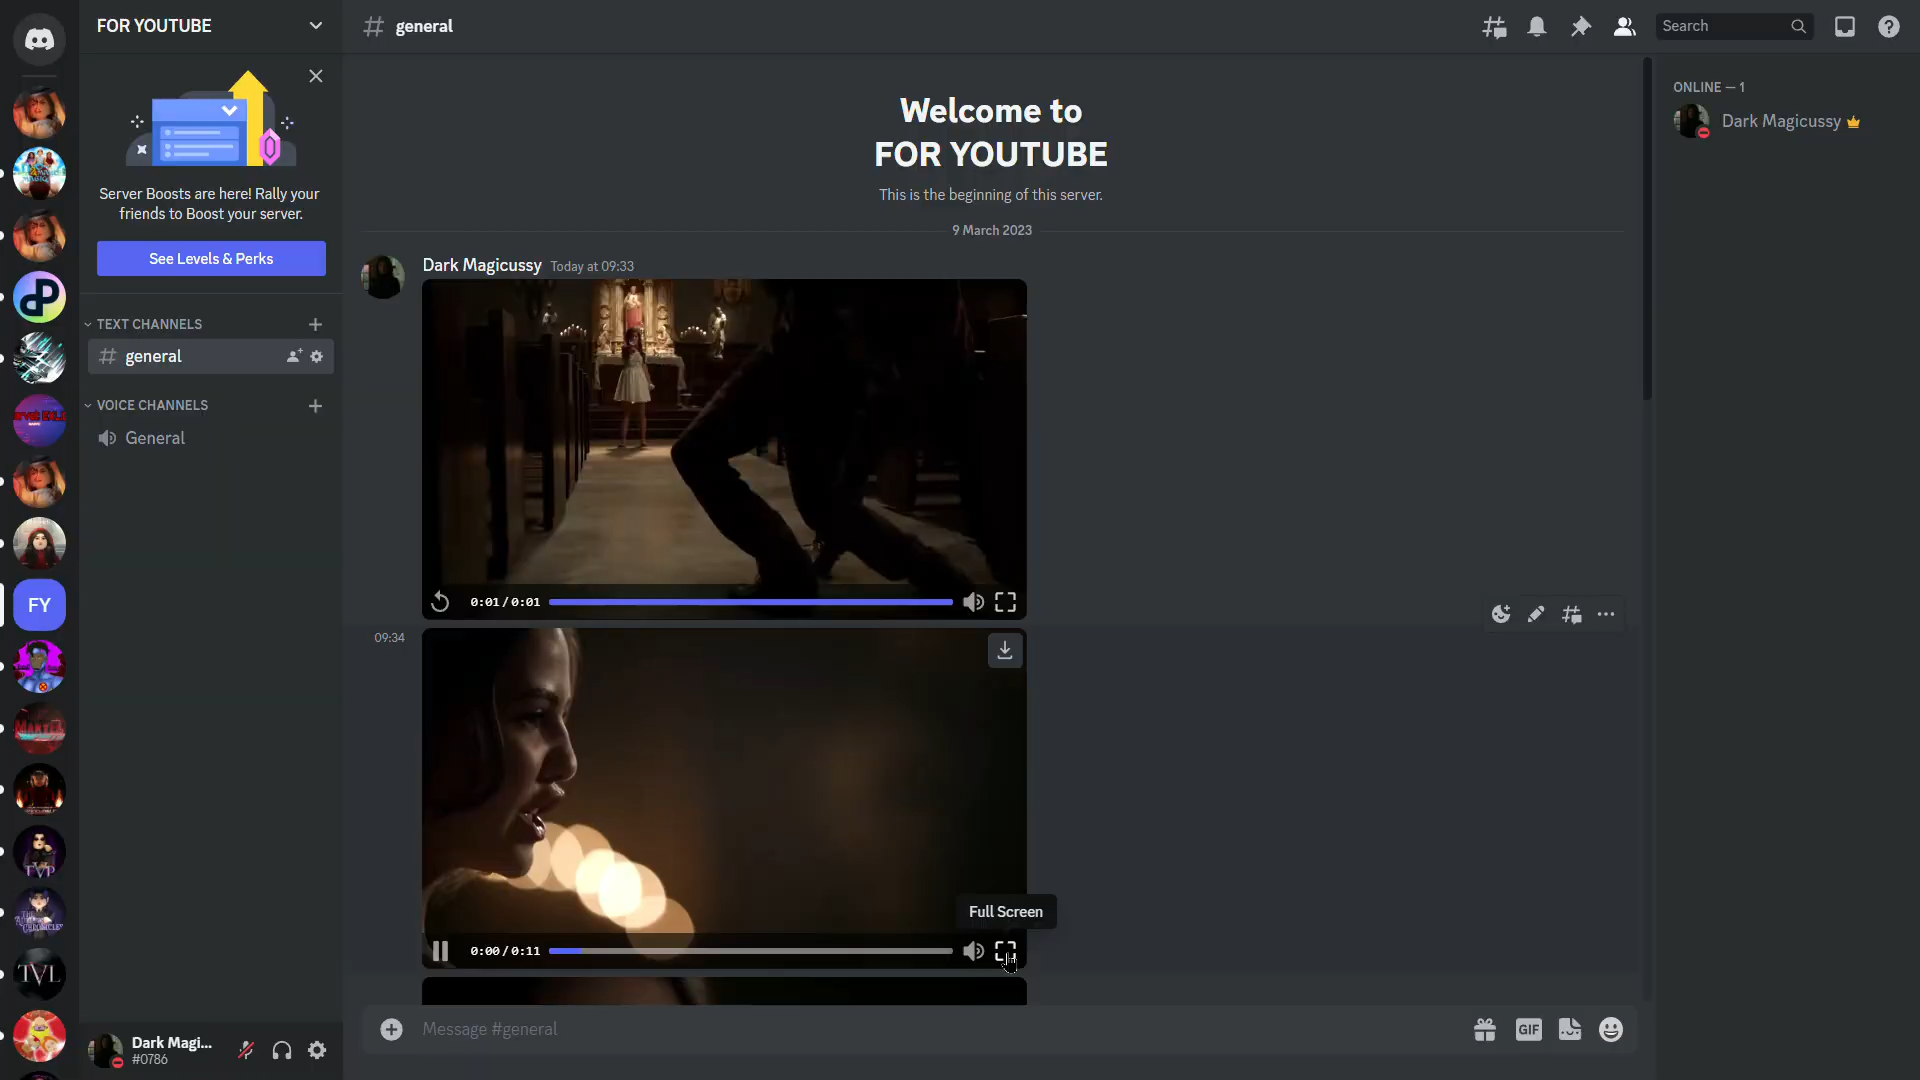 FOR YOUTUBE
Server Boosts are here! Rally your
friends to Boost your server.
See Levels & Perks
TEXT CHANNELS
general
VOICE CHANNELS
General
FY
TVP
TVL
Dark Magi...
#0786
general
Search
Welcome to
FOR YOUTUBE
This is the beginning of this server.
9 March 2023
Dark Magicussy Today at 09:33
0:01/0:01
09:34
Full Screen
0:00/0:11
Message #general
GIF
ONLINE — 1
Dark Magicussy